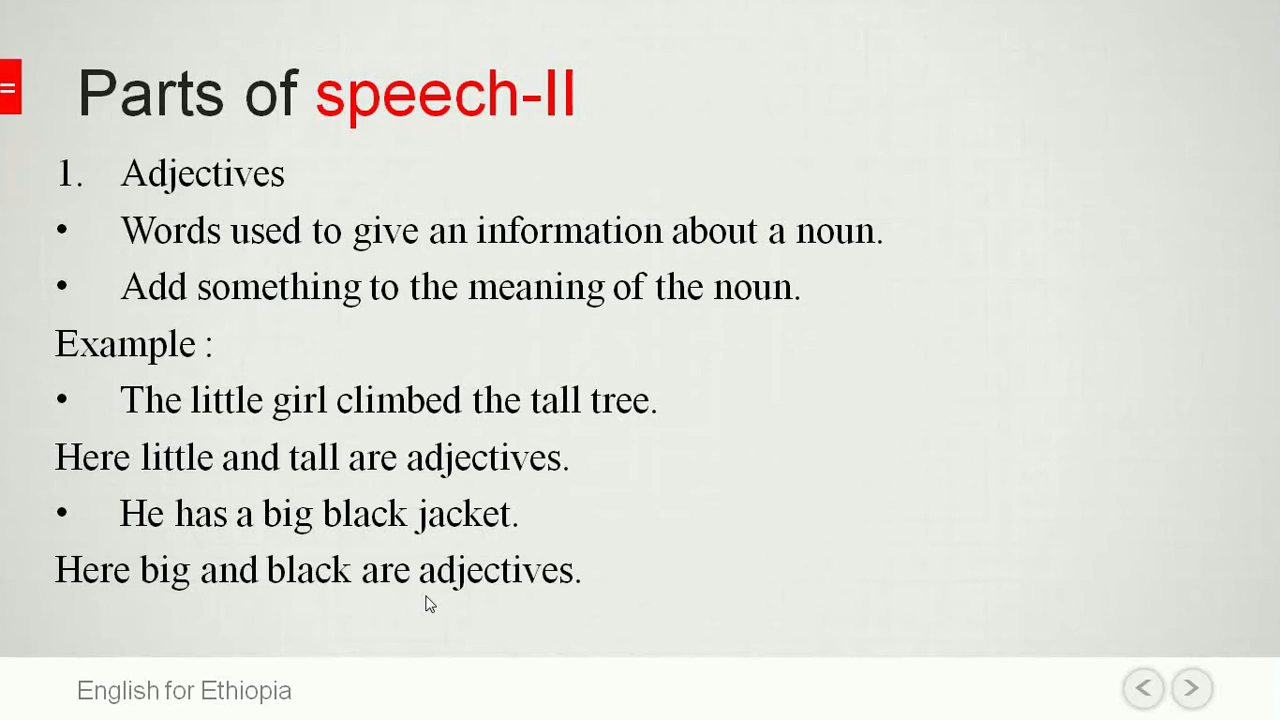 =
Parts of speech-II
1. Adjectives
• Words used to give an information about a noun.
• Add something to the meaning of the noun.
Example :
• The little girl climbed the tall tree.
Here little and tall are adjectives.
• He has a big black jacket.
Here big and black are adjectives.
English for Ethiopia
< >